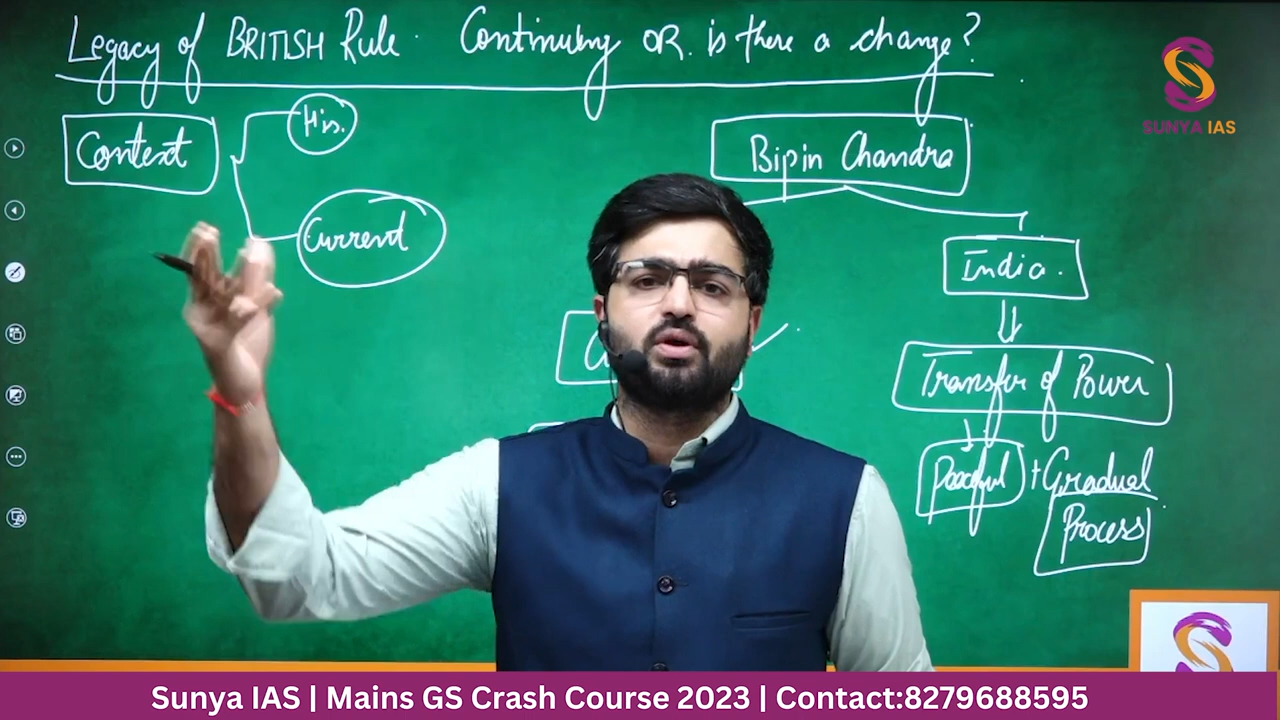 Legacy of BRITISH Rule. Continuing OR is there a change?
SUNYA IAS
Context
His.
Current
Bipin Chandra
India.
Transfer of Power
Peaceful + Gradual
Process
Sunya IAS | Mains GS Crash Course 2023 | Contact:8279688595